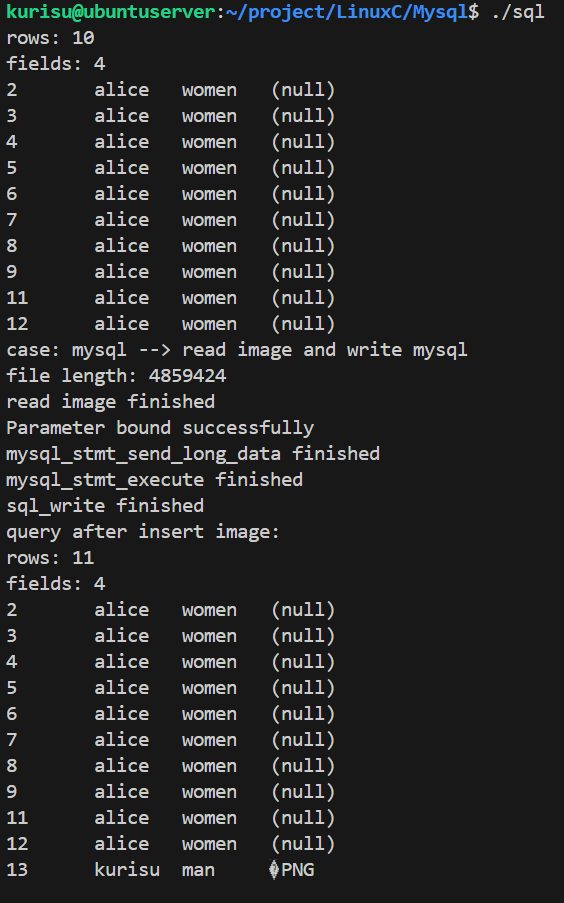 kurisu@ubuntuserver:~/project/LinuxC/Mysql$ ./sql
rows: 10
fields: 4
2 alice women (null)
3 alice women (null)
4 alice women (null)
5 alice women (null)
6 alice women (null)
7 alice women (null)
8 alice women (null)
9 alice women (null)
11 alice women (null)
12 alice women (null)
case: mysql --> read image and write mysql
file length: 4859424
read image finished
Parameter bound successfully
mysql_stmt_send_long_data finished
mysql_stmt_execute finished
sql_write finished
query after insert image:
rows: 11
fields: 4
2 alice women (null)
3 alice women (null)
4 alice women (null)
5 alice women (null)
6 alice women (null)
7 alice women (null)
8 alice women (null)
9 alice women (null)
11 alice women (null)
12 alice women (null)
13 kurisu man �PNG